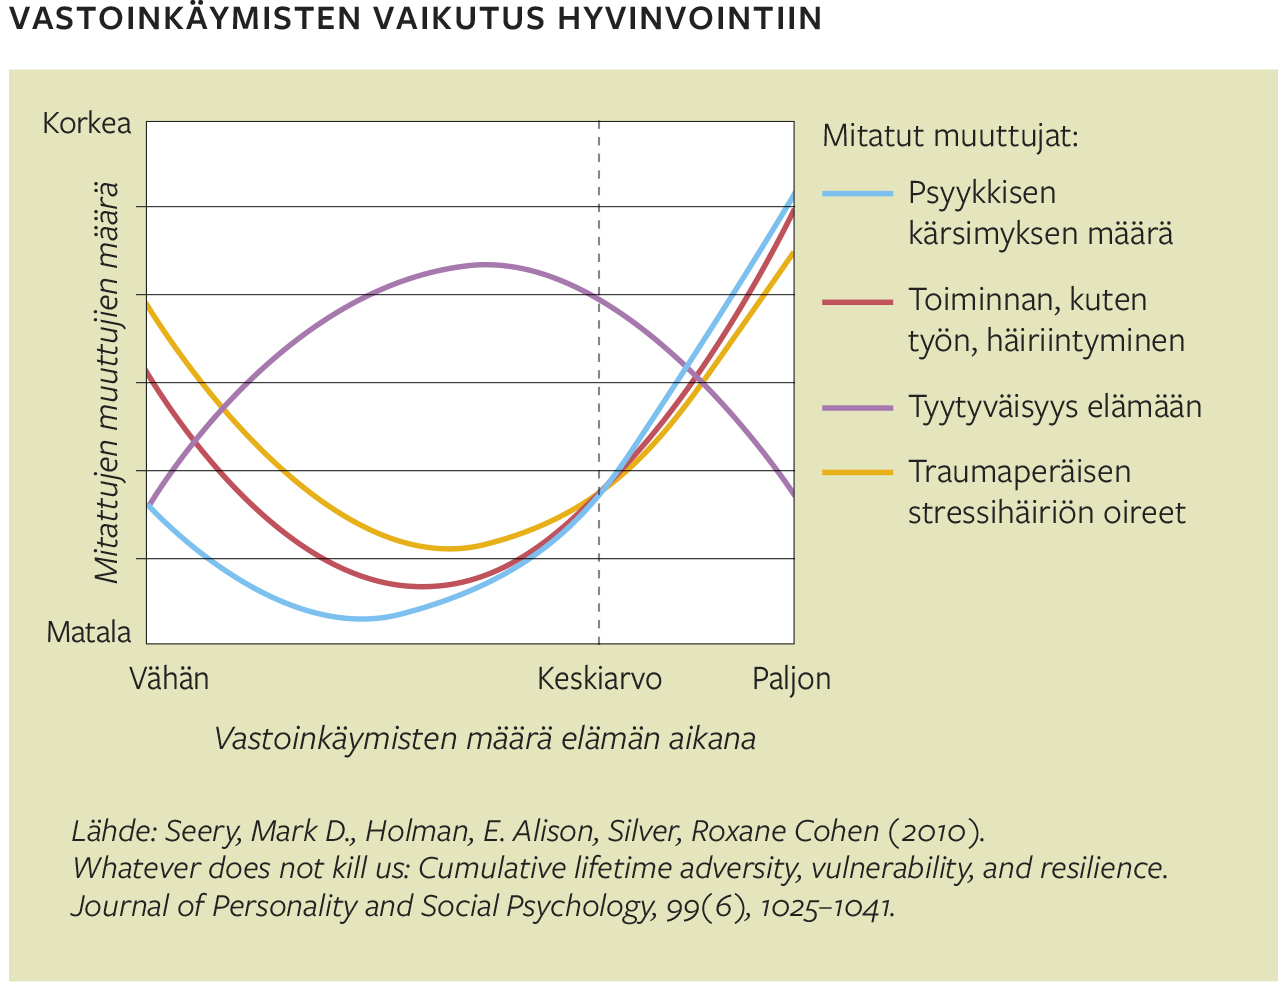 VASTOINKÄYMISTEN VAIKUTUS HYVINVOINTIIN
Korkea
Mitattujen muuttujien määrä
Matala
Vähän
Keskiarvo
Paljon
Vastoinkäymisten määrä elämän aikana
Mitatut muuttujat:
Psyykkisen
kärsimyksen määrä
Toiminnan, kuten
työn, häiriintyminen
Tyytyväisyys elämään
Traumaperäisen
stressihäiriön oireet
Lähde: Seery, Mark D., Holman, E. Alison, Silver, Roxane Cohen (2010).
Whatever does not kill us: Cumulative lifetime adversity, vulnerability, and resilience.
Journal of Personality and Social Psychology, 99(6), 1025–1041.